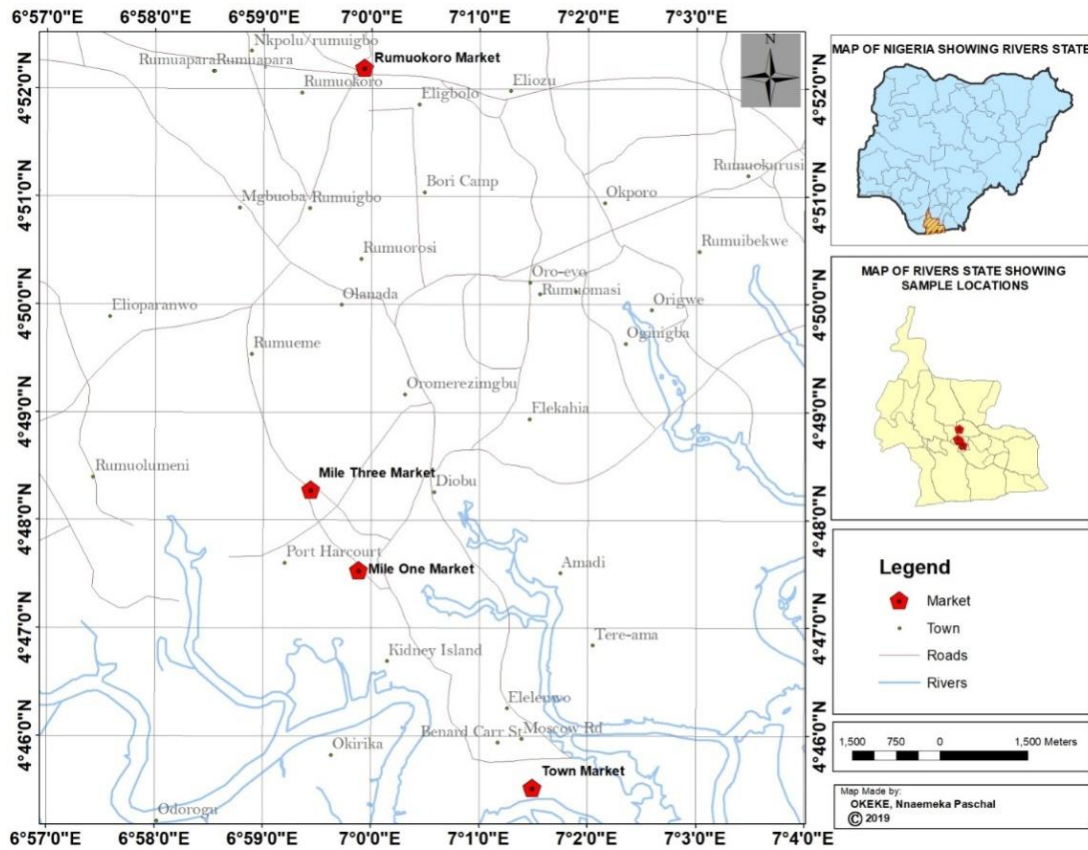 6°57'0"E 6°58'0"E 6°59'0"E 7°0'0"E 7°1'0"E 7°2'0"E 7°3'0"E
N
Nkpolu/rumuigbo
Rumuokoro Market
Rumuapara Rumuapara
Rumuokoro
Eligbolo
Eliozu
4°52'0"N 4°52'0"N
Rumuokurusi
Bori Camp
Mgbuoba
Rumuigbo
Okporo
4°51'0"N 4°51'0"N
Rumuibekwe
Rumuorosi
Oro-evo
Rumuomasi
Olanada
Origwe
Elioparanwo
4°50'0"N 4°50'0"N
Rumueme
Oginigba
Oromerezimgbu
Elekahia
4°49'0"N 4°49'0"N
Rumuolumeni
Mile Three Market
Diobu
4°48'0"N 4°48'0"N
Port Harcourt
Mile One Market
Amadi
4°47'0"N 4°47'0"N
Tere-ama
Kidney Island
Elelenwo
Benard Carr St
Moscow Rd
4°46'0"N 4°46'0"N
Okirika
Town Market
Odorogu
6°57'0"E 6°58'0"E 6°59'0"E 7°0'0"E 7°1'0"E 7°2'0"E 7°3'0"E 7°4'0"E
MAP OF NIGERIA SHOWING RIVERS STATE
MAP OF RIVERS STATE SHOWING
SAMPLE LOCATIONS
Legend
Market
Town
Roads
Rivers
1,500 750 0 1,500 Meters
Map Made by:
OKEKE, Nnaemeka Paschal
© 2019